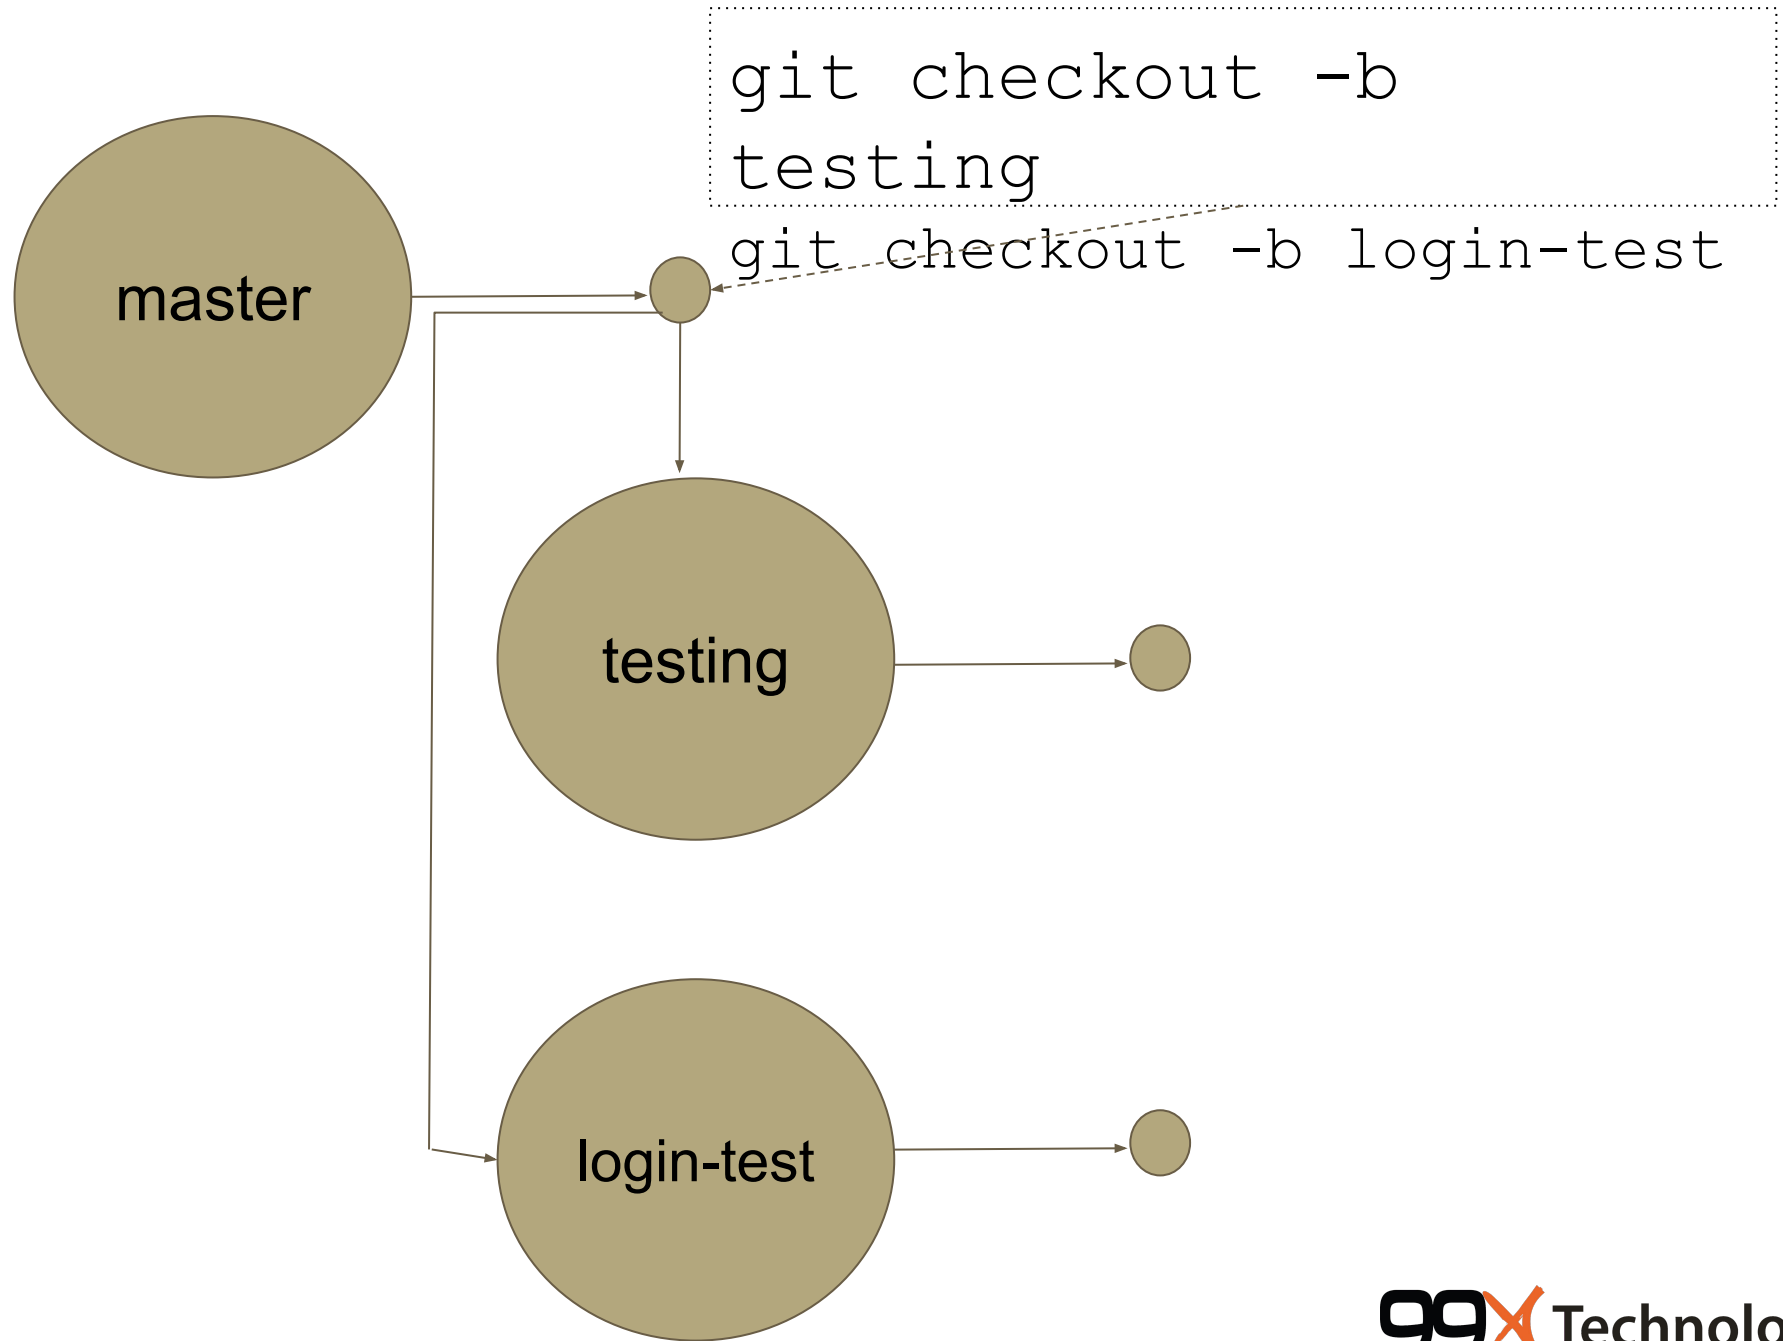 git checkout -b
testing
git checkout -b login-test
master
testing
login-test
99X Technolo